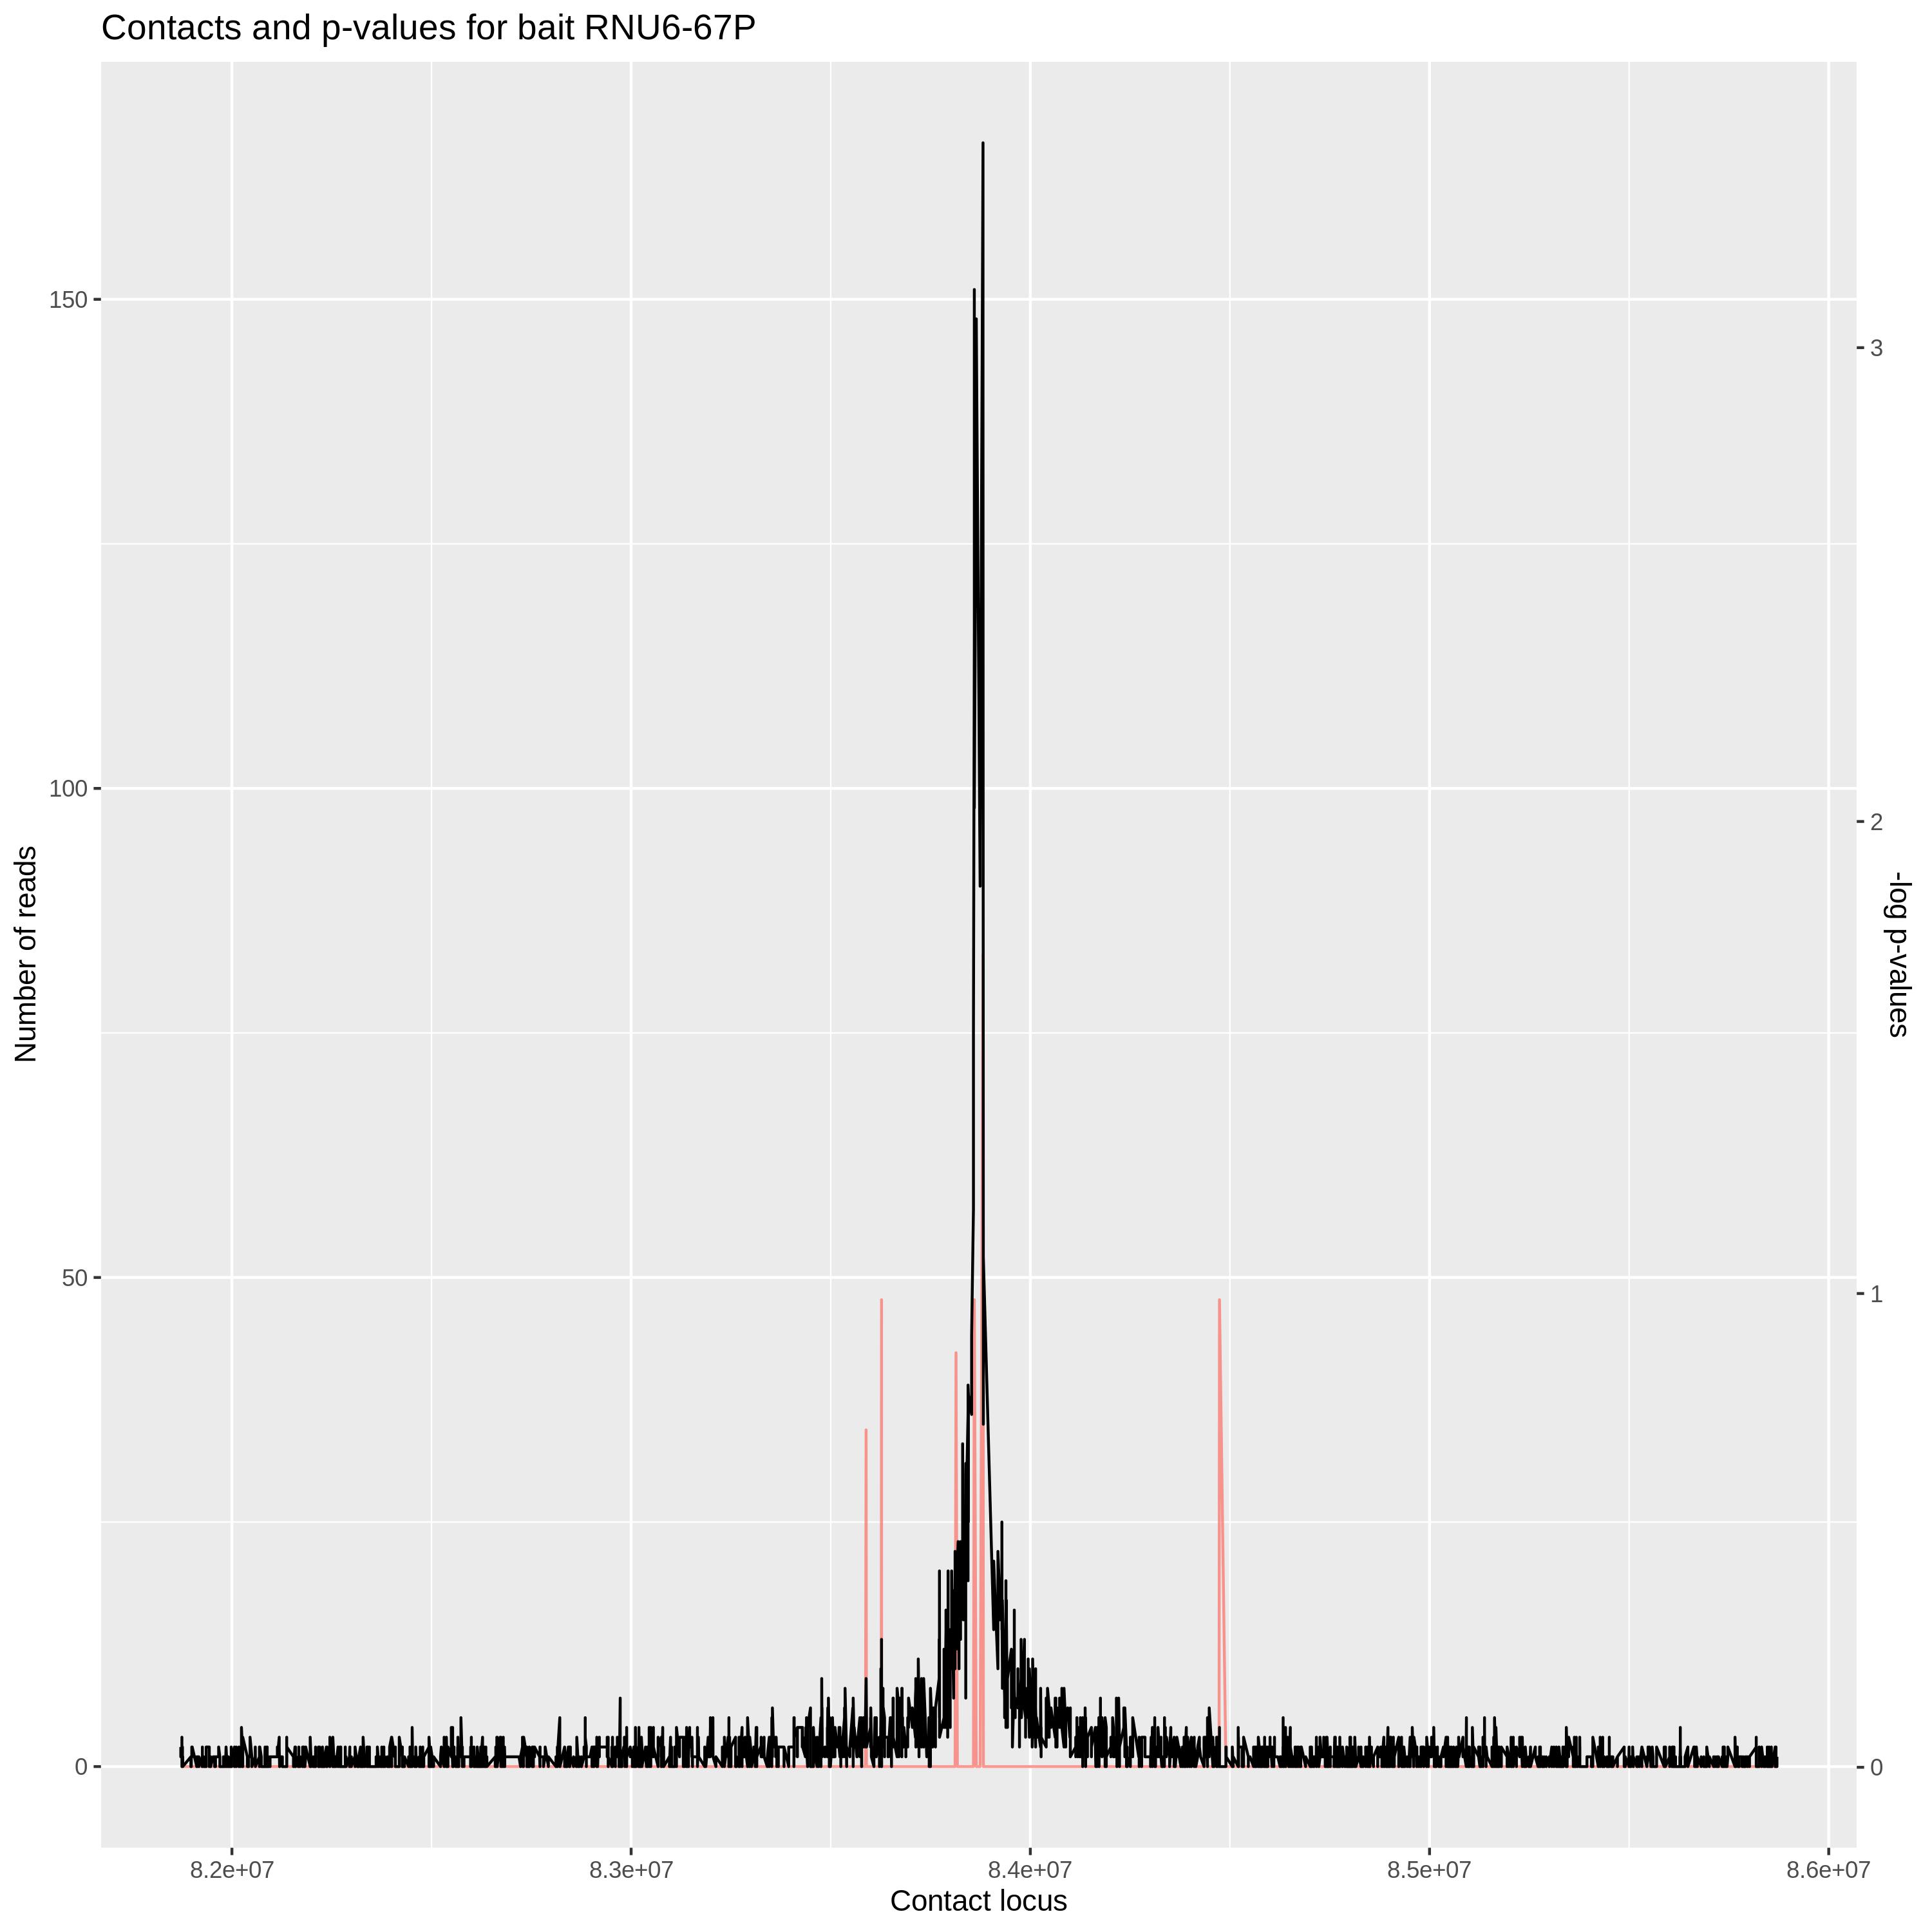 Contacts and p-values for bait RNU6-67P
150
100
50
0
Number of reads
3
2
1
0
-log p-values
8.2e+07
8.3e+07
8.4e+07
8.5e+07
8.6e+07
Contact locus